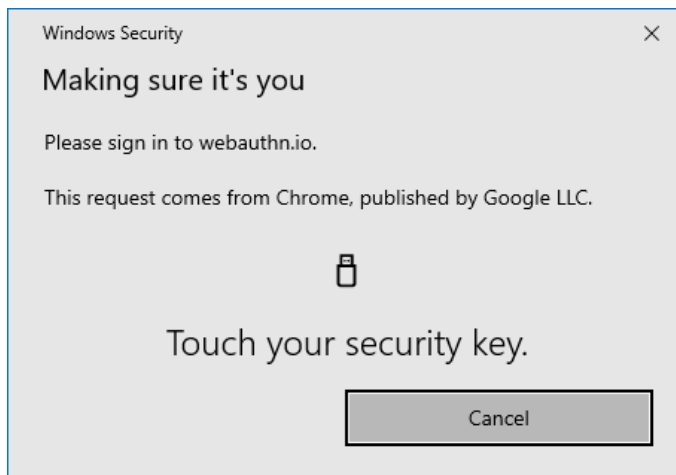 Windows Security
Making sure it's you
Please sign in to webauthn.io.
This request comes from Chrome, published by Google LLC.
Touch your security key.
Cancel